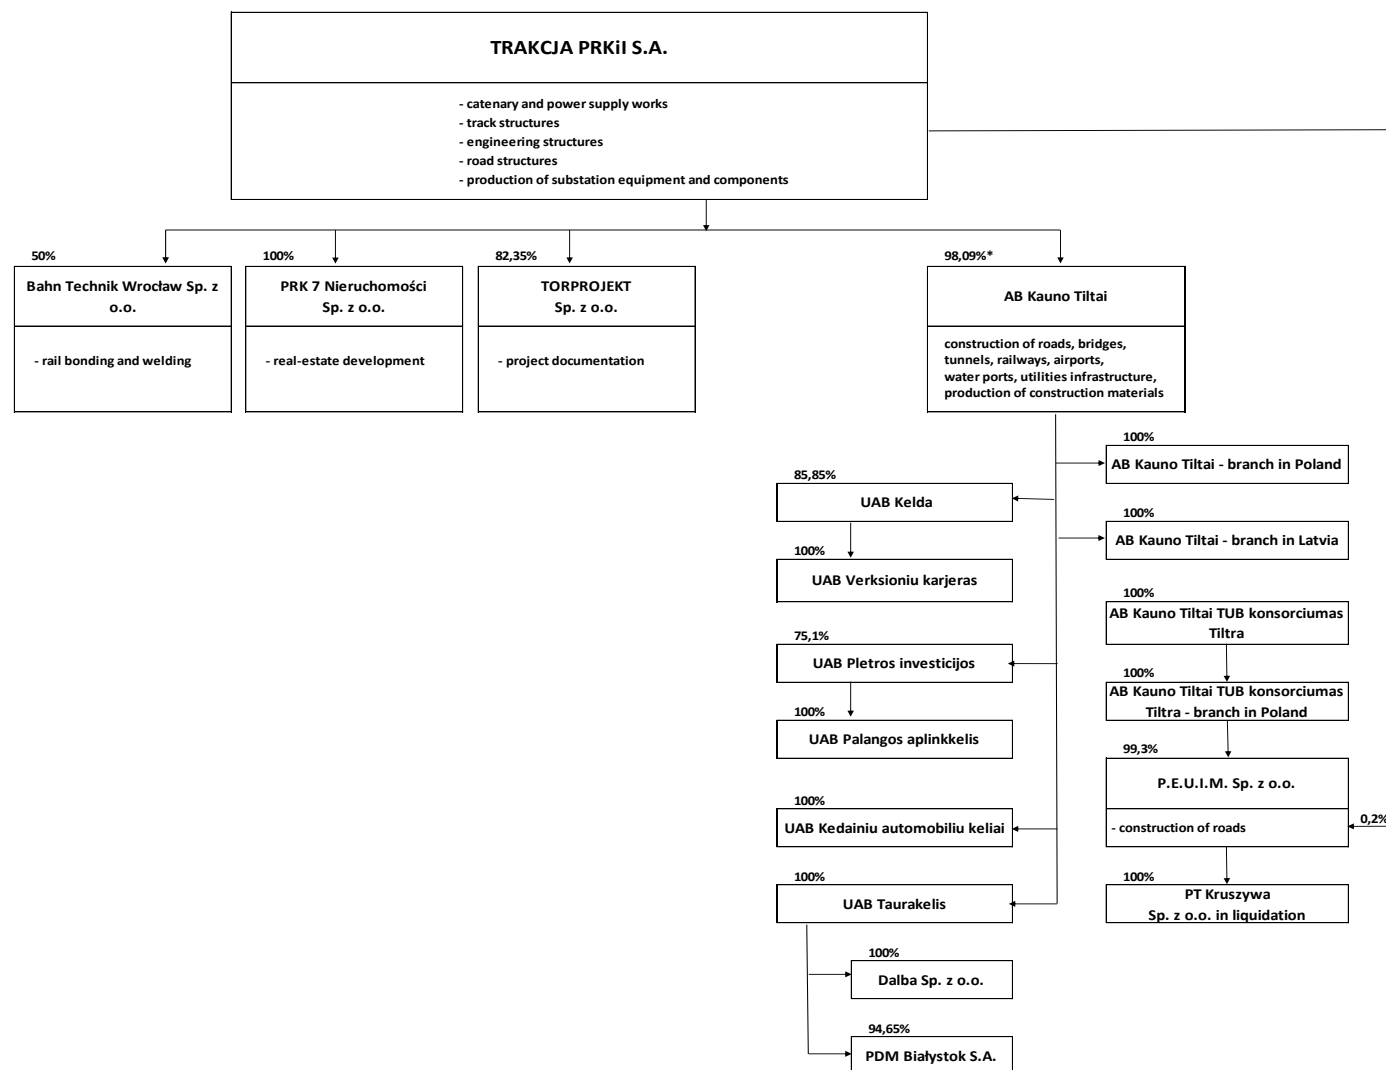 TRAKCJA PRKiI S.A.
- catenary and power supply works
- track structures
- engineering structures
- road structures
- production of substation equipment and components
50%
Bahn Technik Wrocław Sp. z
o.o.
- rail bonding and welding
100%
PRK 7 Nieruchomości
Sp. z o.o.
- real-estate development
82,35%
TORPROJEKT
Sp. z o.o.
- project documentation
98,09%*
AB Kauno Tiltai
construction of roads, bridges,
tunnels, railways, airports,
water ports, utilities infrastructure,
production of construction materials
85,85%
UAB Kelda
100%
UAB Verksioniu karjeras
75,1%
UAB Pletros investicijos
100%
UAB Palangos aplinkkelis
100%
UAB Kedainiu automobiliu keliai
100%
UAB Taurakelis
100%
Dalba Sp. z o.o.
94,65%
PDM Białystok S.A.
100%
AB Kauno Tiltai - branch in Poland
100%
AB Kauno Tiltai - branch in Latvia
100%
AB Kauno Tiltai TUB konsorciumas
Tiltra
100%
AB Kauno Tiltai TUB konsorciumas
Tiltra - branch in Poland
99,3%
P.E.U.I.M. Sp. z o.o.
- construction of roads
0,2%
100%
PT Kruszywa
Sp. z o.o. in liquidation